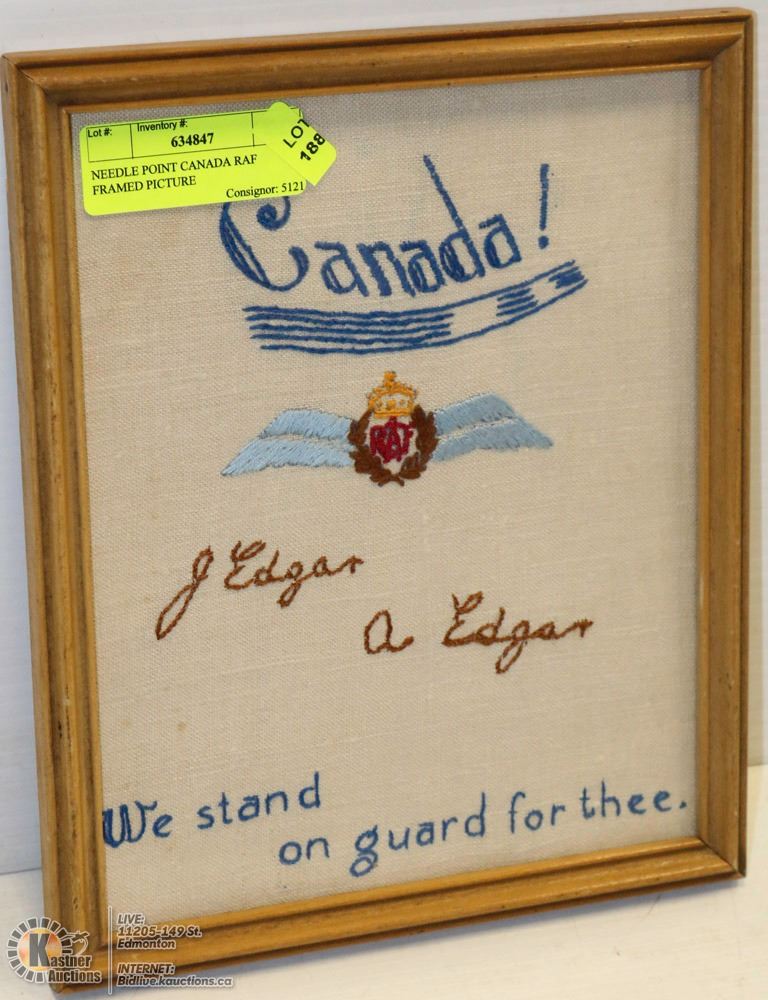 Lot #: Inventory #:
634847
LOT
188
NEEDLE POINT CANADA RAF
FRAMED PICTURE
Consignor: 5121
Canada!
RAF
J Edgar
A Edgar
We stand
on guard for thee.
Kastner
Auctions
LIVE:
11205-149 St.
Edmonton
INTERNET:
Bidlive.kauctions.ca